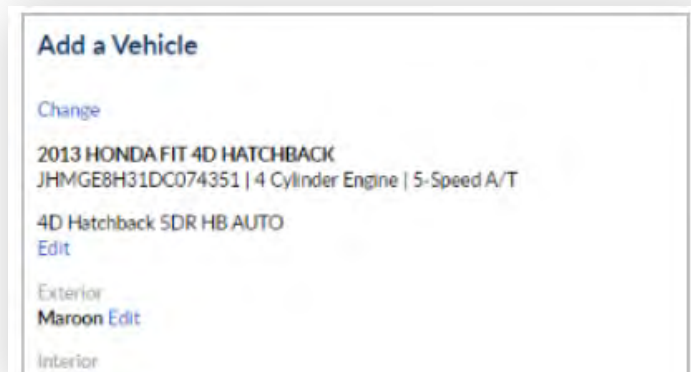 Add a Vehicle
Change
2013 HONDA FIT 4D HATCHBACK
JHMGE8H31DC074351 | 4 Cylinder Engine | 5-Speed A/T
4D Hatchback 5DR HB AUTO
Edit
Exterior
Maroon Edit
Interior